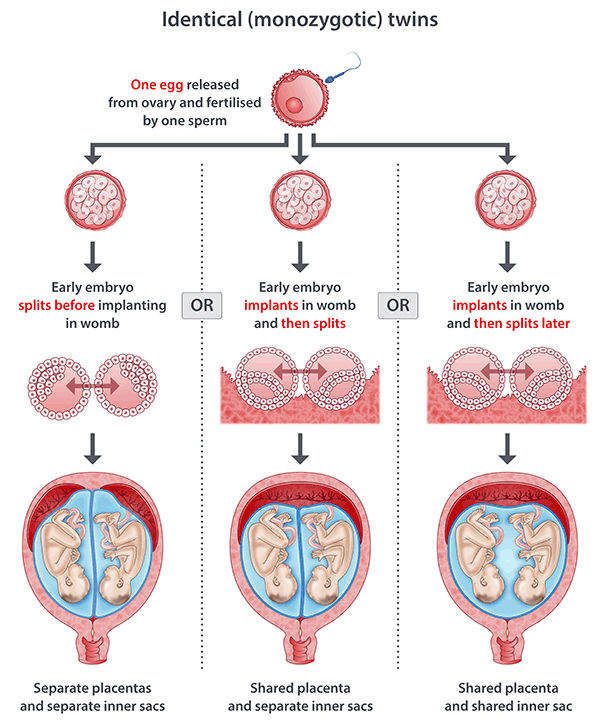 Identical (monozygotic) twins
One egg released
from ovary and fertilised
by one sperm
Early embryo
splits before implanting
in womb
OR
Early embryo
implants in womb
and then splits
OR
Early embryo
implants in womb
and then splits later
Separate placentas
and separate inner sacs
Shared placenta
and separate inner sacs
Shared placenta
and shared inner sac